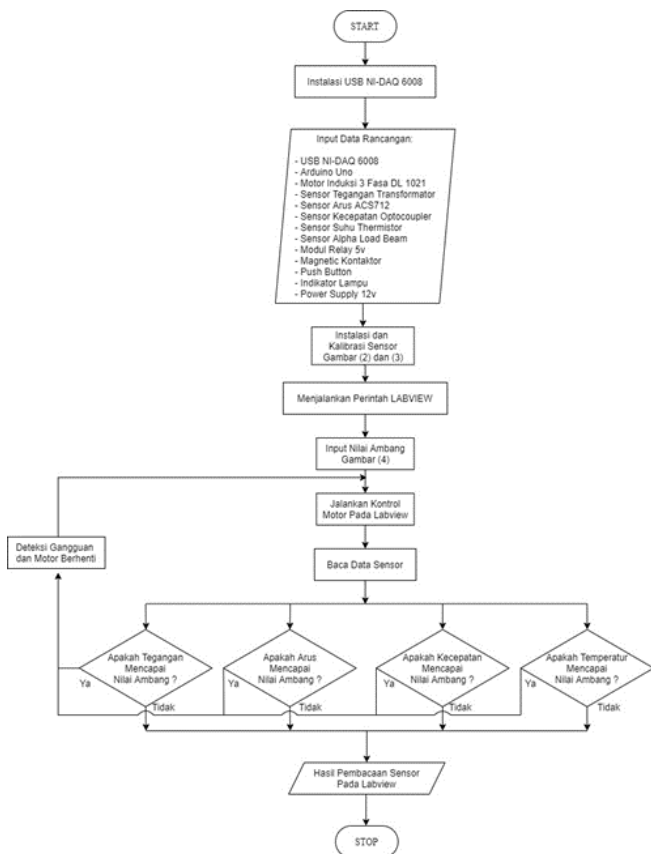 START
Instalasi USB NI-DAQ 6008
Input Data Rancangan:
- USB NI-DAQ 6008
- Arduino Uno
- Motor Induksi 3 Fasa DL 1021
- Sensor Tegangan Transformator
- Sensor Arus ACS712
- Sensor Kecepatan Optocoupler
- Sensor Suhu Thermistor
- Sensor Alpha Load Beam
- Modul Relay 5v
- Magnetic Kontaktor
- Push Button
- Indikator Lampu
- Power Supply 12v
Instalasi dan
Kalibrasi Sensor
Gambar (2) dan (3)
Menjalankan Perintah LABVIEW
Input Nilai Ambang
Gambar (4)
Jalankan Kontrol
Motor Pada Labview
Deteksi Gangguan
dan Motor Berhenti
Baca Data Sensor
Apakah Tegangan
Mencapai
Nilai Ambang ?
Ya
Tidak
Apakah Arus
Mencapai
Nilai Ambang ?
Ya
Tidak
Apakah Kecepatan
Mencapai
Nilai Ambang ?
Ya
Tidak
Apakah Temperatur
Mencapai
Nilai Ambang ?
Ya
Tidak
Hasil Pembacaan Sensor
Pada Labview
STOP